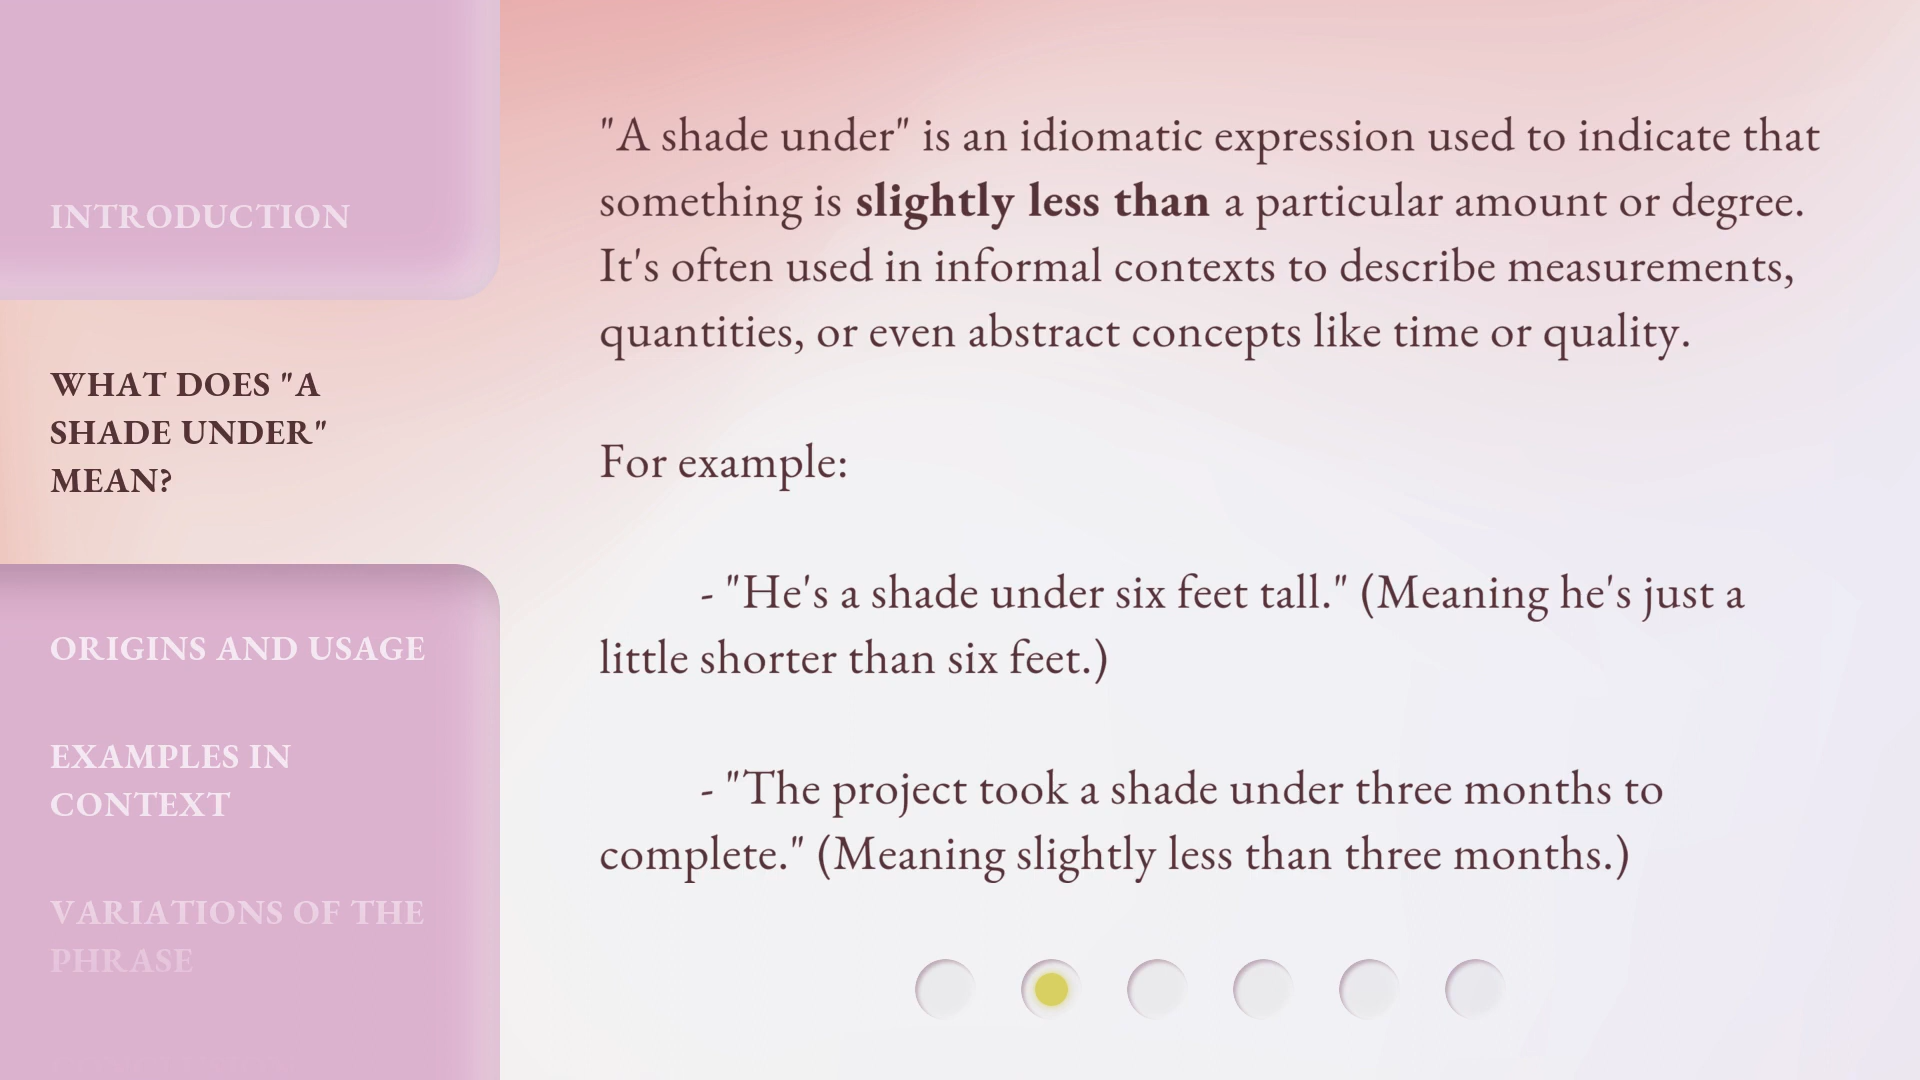 INTRODUCTION
WHAT DOES "A
SHADE UNDER"
MEAN?
ORIGINS AND USAGE
EXAMPLES IN
CONTEXT
VARIATIONS OF THE
PHRASE
"A shade under" is an idiomatic expression used to indicate that
something is slightly less than a particular amount or degree.
It's often used in informal contexts to describe measurements,
quantities, or even abstract concepts like time or quality.
For example:
- "He's a shade under six feet tall." (Meaning he's just a
little shorter than six feet.)
- "The project took a shade under three months to
complete." (Meaning slightly less than three months.)